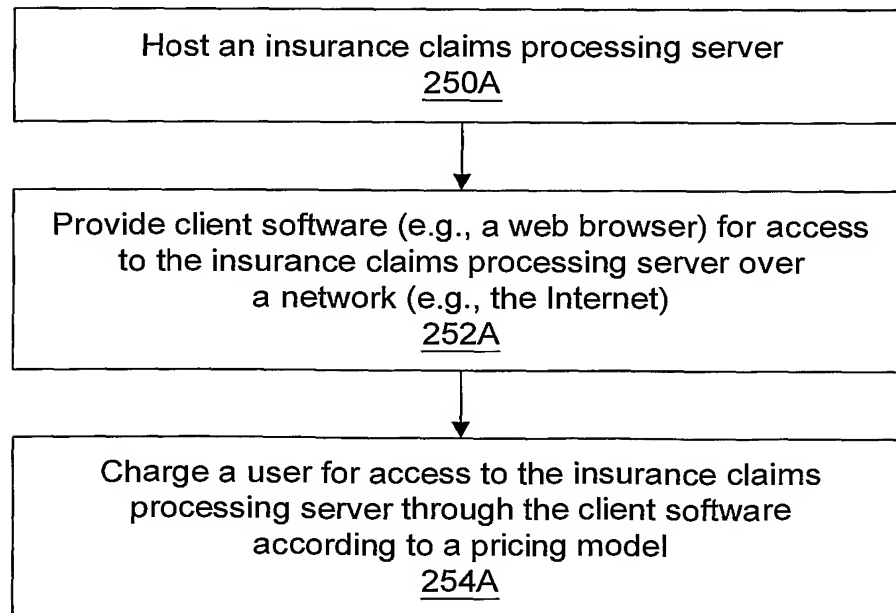 Host an insurance claims processing server
250A
Provide client software (e.g., a web browser) for access
to the insurance claims processing server over
a network (e.g., the Internet)
252A
Charge a user for access to the insurance claims
processing server through the client software
according to a pricing model
254A